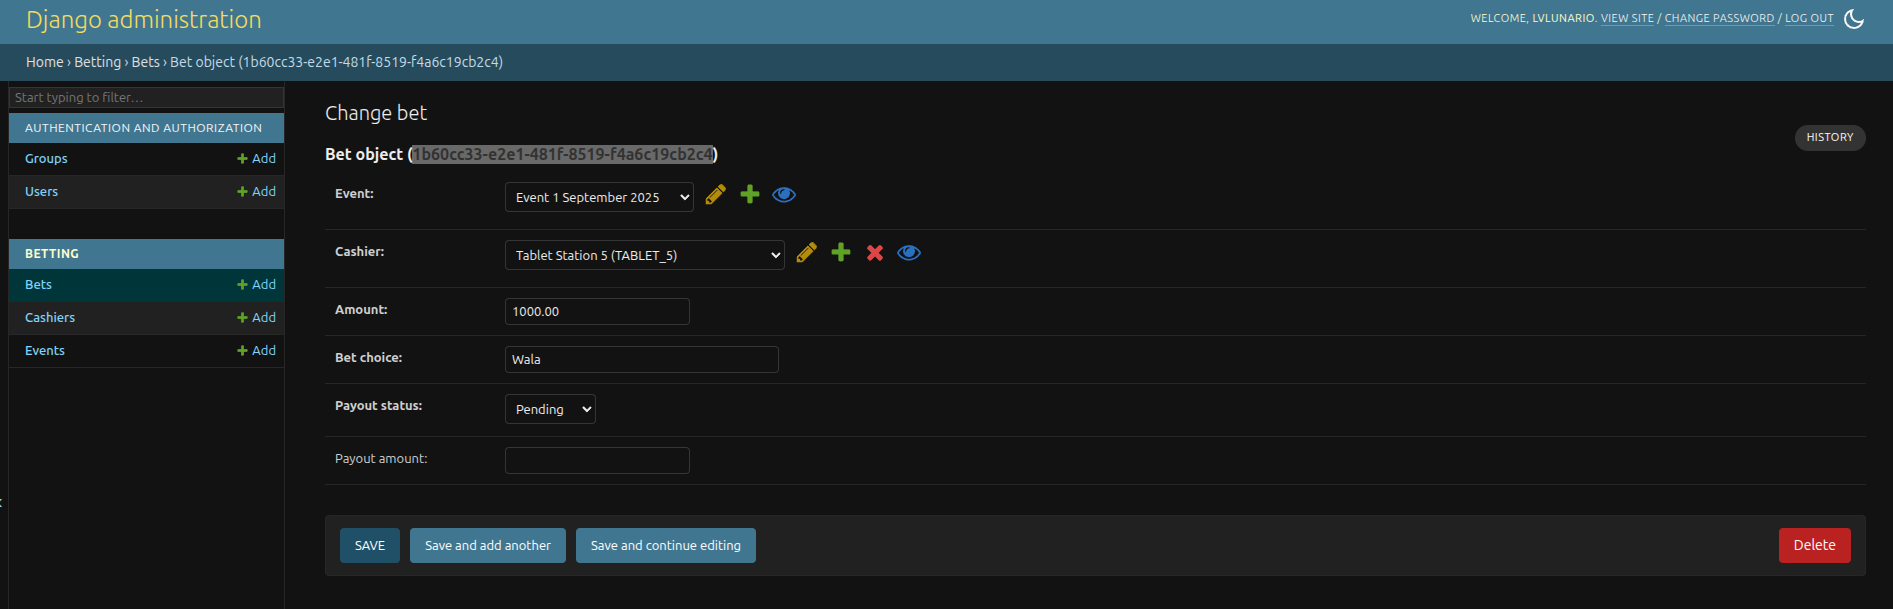 Django administration
WELCOME, LVLUNARIO. VIEW SITE / CHANGE PASSWORD / LOG OUT
Home › Betting › Bets › Bet object (1b60cc33-e2e1-481f-8519-f4a6c19cb2c4)
Start typing to filter...
AUTHENTICATION AND AUTHORIZATION
Groups + Add
Users + Add
BETTING
Bets + Add
Cashiers + Add
Events + Add
Change bet
HISTORY
Bet object (1b60cc33-e2e1-481f-8519-f4a6c19cb2c4)
Event: Event 1 September 2025
Cashier: Tablet Station 5 (TABLET_5)
Amount: 1000.00
Bet choice: Wala
Payout status: Pending
Payout amount:
SAVE Save and add another Save and continue editing Delete